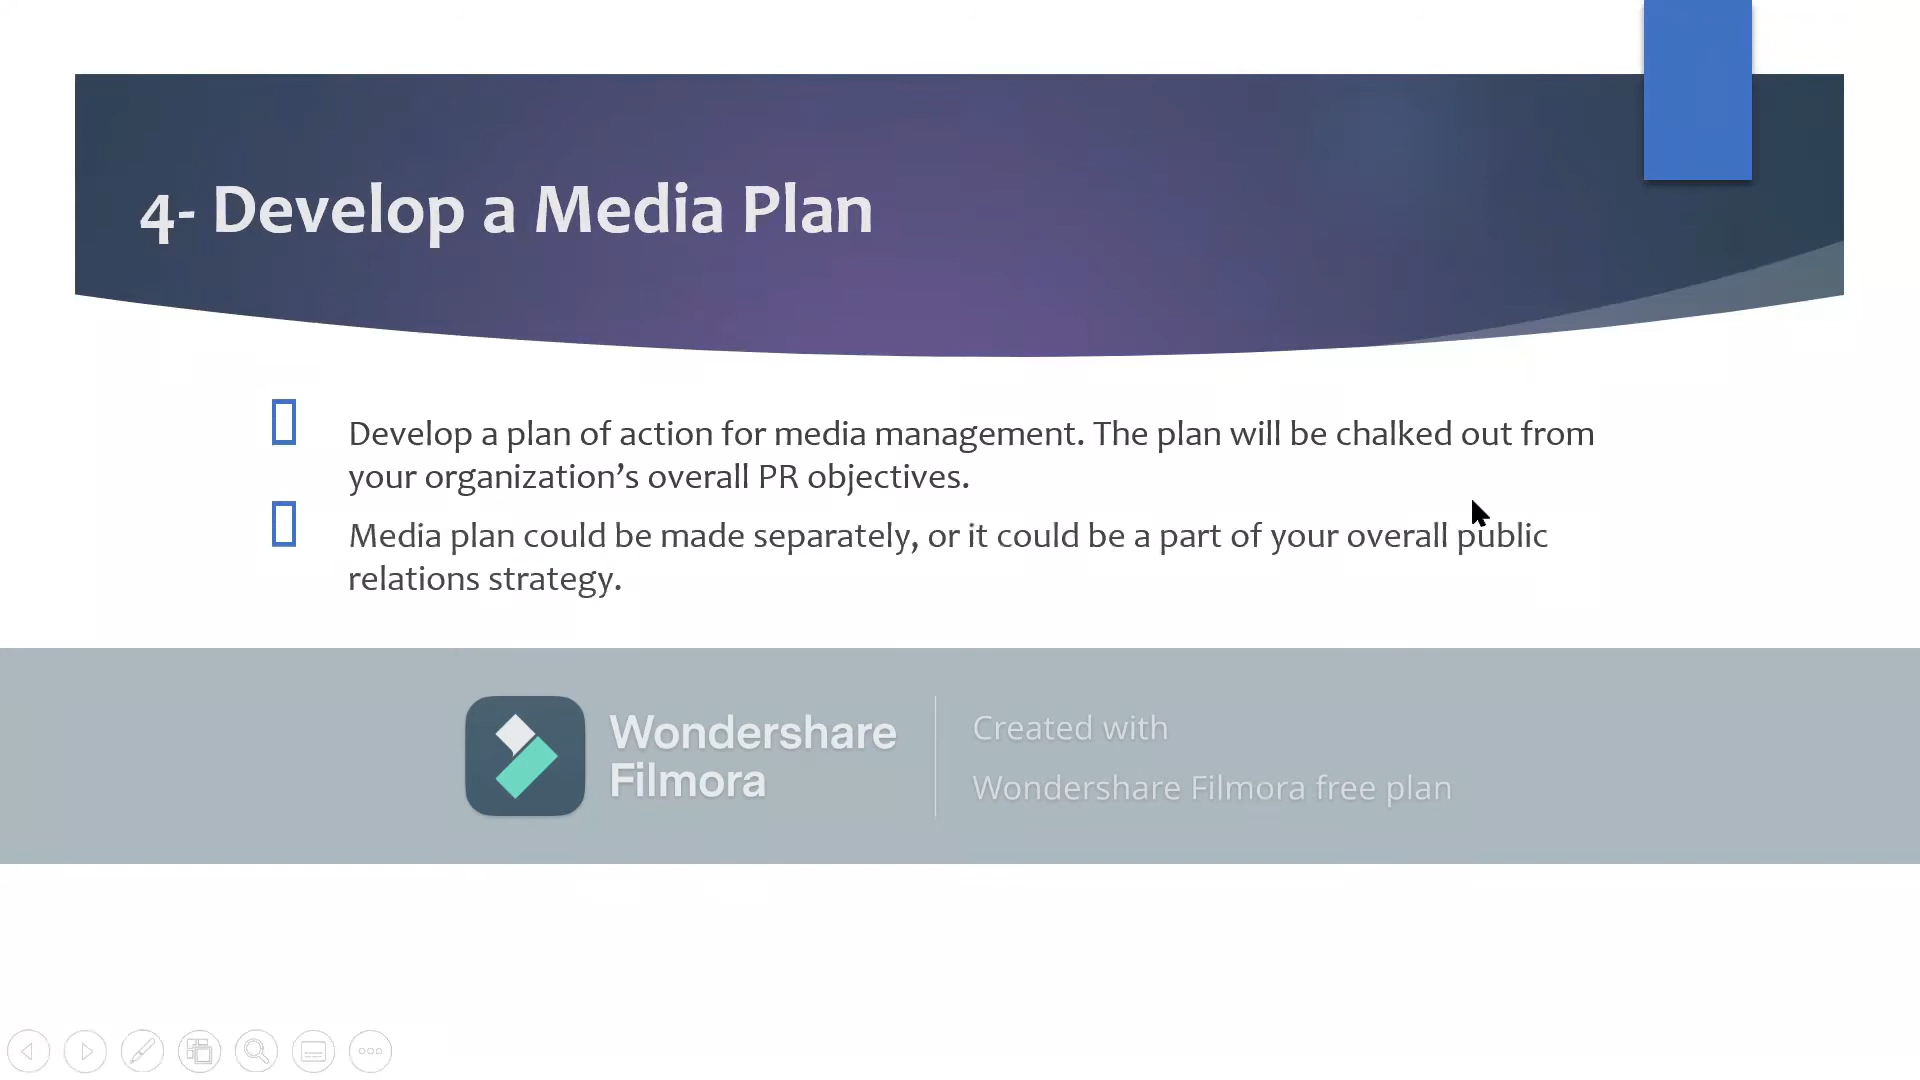 4- Develop a Media Plan
Develop a plan of action for media management. The plan will be chalked out from
your organization’s overall PR objectives.
Media plan could be made separately, or it could be a part of your overall public
relations strategy.
Wondershare
Filmora
Created with
Wondershare Filmora free plan